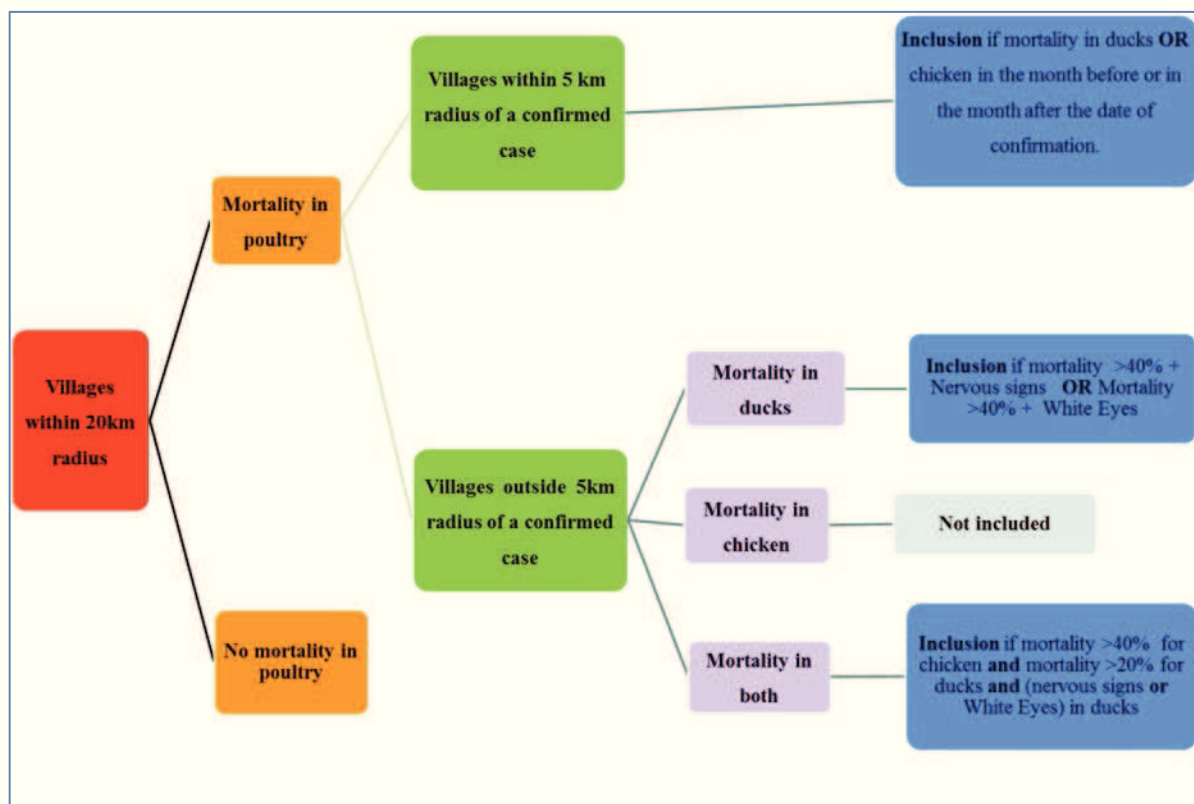 Villages
within 20km
radius
Mortality in
poultry
No mortality in
poultry
Villages within 5 km
radius of a confirmed
case
Villages outside 5km
radius of a confirmed
case
Inclusion if mortality in ducks OR
chicken in the month before or in
the month after the date of
confirmation.
Mortality in
ducks
Inclusion if mortality >40% +
Nervous signs OR Mortality
>40% + White Eyes
Mortality in
chicken
Not included
Mortality in
both
Inclusion if mortality >40% for
chicken and mortality >20% for
ducks and (nervous signs or
White Eyes) in ducks